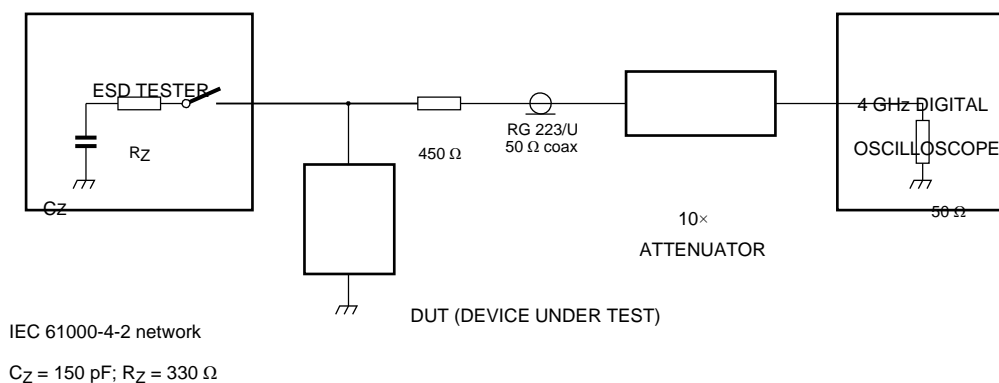 ESD TESTER
4 GHz DIGITAL
RG 223/U
50 Ω coax
RZ
450 Ω
OSCILLOSCOPE
CZ
50 Ω
10×
ATTENUATOR
DUT (DEVICE UNDER TEST)
IEC 61000-4-2 network
CZ = 150 pF; RZ = 330 Ω